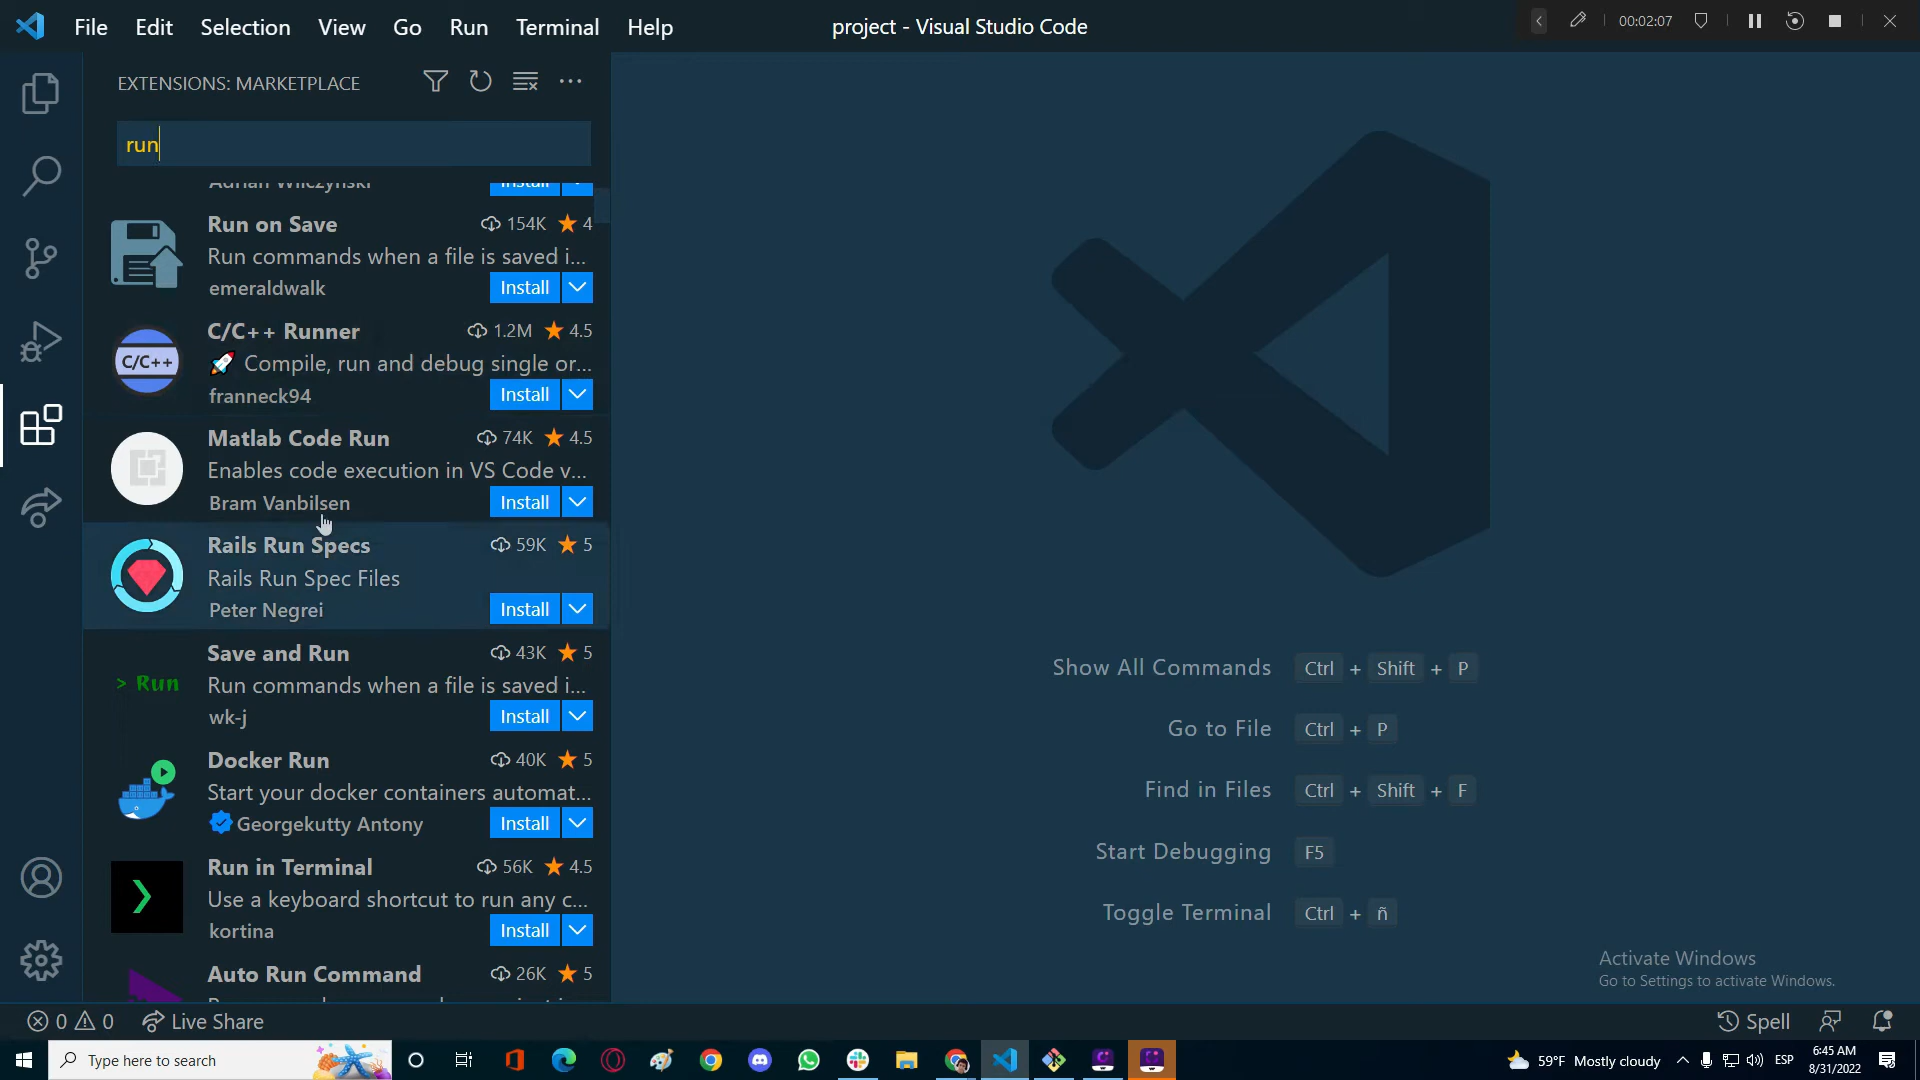 File Edit Selection View Go Run Terminal Help
project - Visual Studio Code
00:02:07
EXTENSIONS: MARKETPLACE
run
Adrian Wilczyński
Install
Run on Save 154K ★ 4
Run commands when a file is saved i...
emeraldwalk Install
C/C++ Runner 1.2M ★ 4.5
C/C++
🚀 Compile, run and debug single or...
franneck94 Install
Matlab Code Run 74K ★ 4.5
Enables code execution in VS Code v...
Bram Vanbilsen Install
Rails Run Specs 59K ★ 5
Rails Run Spec Files
Peter Negrei Install
Save and Run 43K ★ 5
> Run
Run commands when a file is saved i...
wk-j Install
Docker Run 40K ★ 5
Start your docker containers automat...
Georgekutty Antony Install
Run in Terminal 56K ★ 4.5
Use a keyboard shortcut to run any c...
kortina Install
Auto Run Command 26K ★ 5
Show All Commands Ctrl + Shift + P
Go to File Ctrl + P
Find in Files Ctrl + Shift + F
Start Debugging F5
Toggle Terminal Ctrl + ñ
Activate Windows
Go to Settings to activate Windows.
0 0 Live Share
Spell
Type here to search
59°F Mostly cloudy
ESP
6:45 AM
8/31/2022